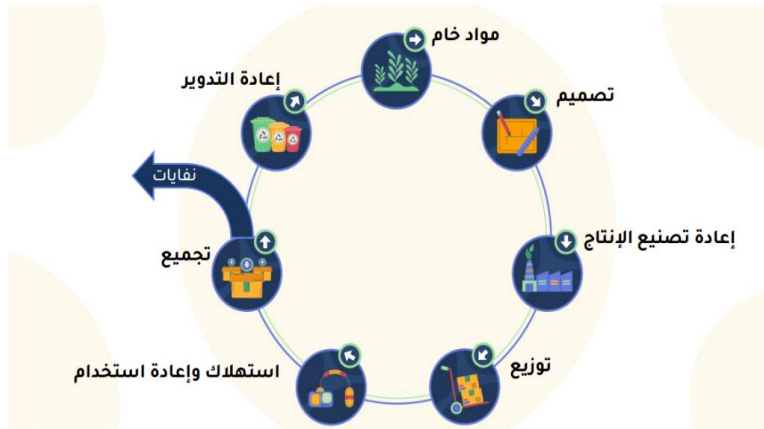 مواد خام
تصميم
إعادة تصنيع الإنتاج
توزيع
استهلاك وإعادة استخدام
تجميع
نفايات
إعادة التدوير